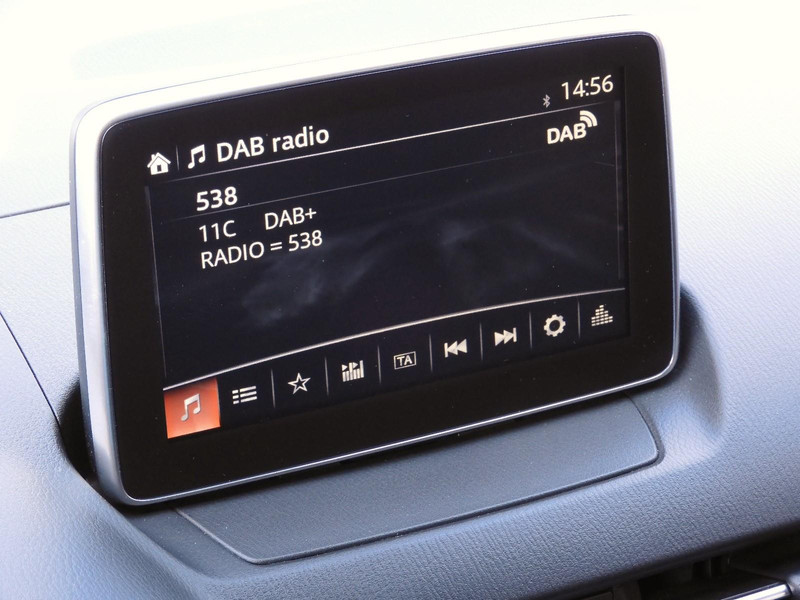 14:56
DAB radio
DAB
538
11C DAB+
RADIO = 538
TA